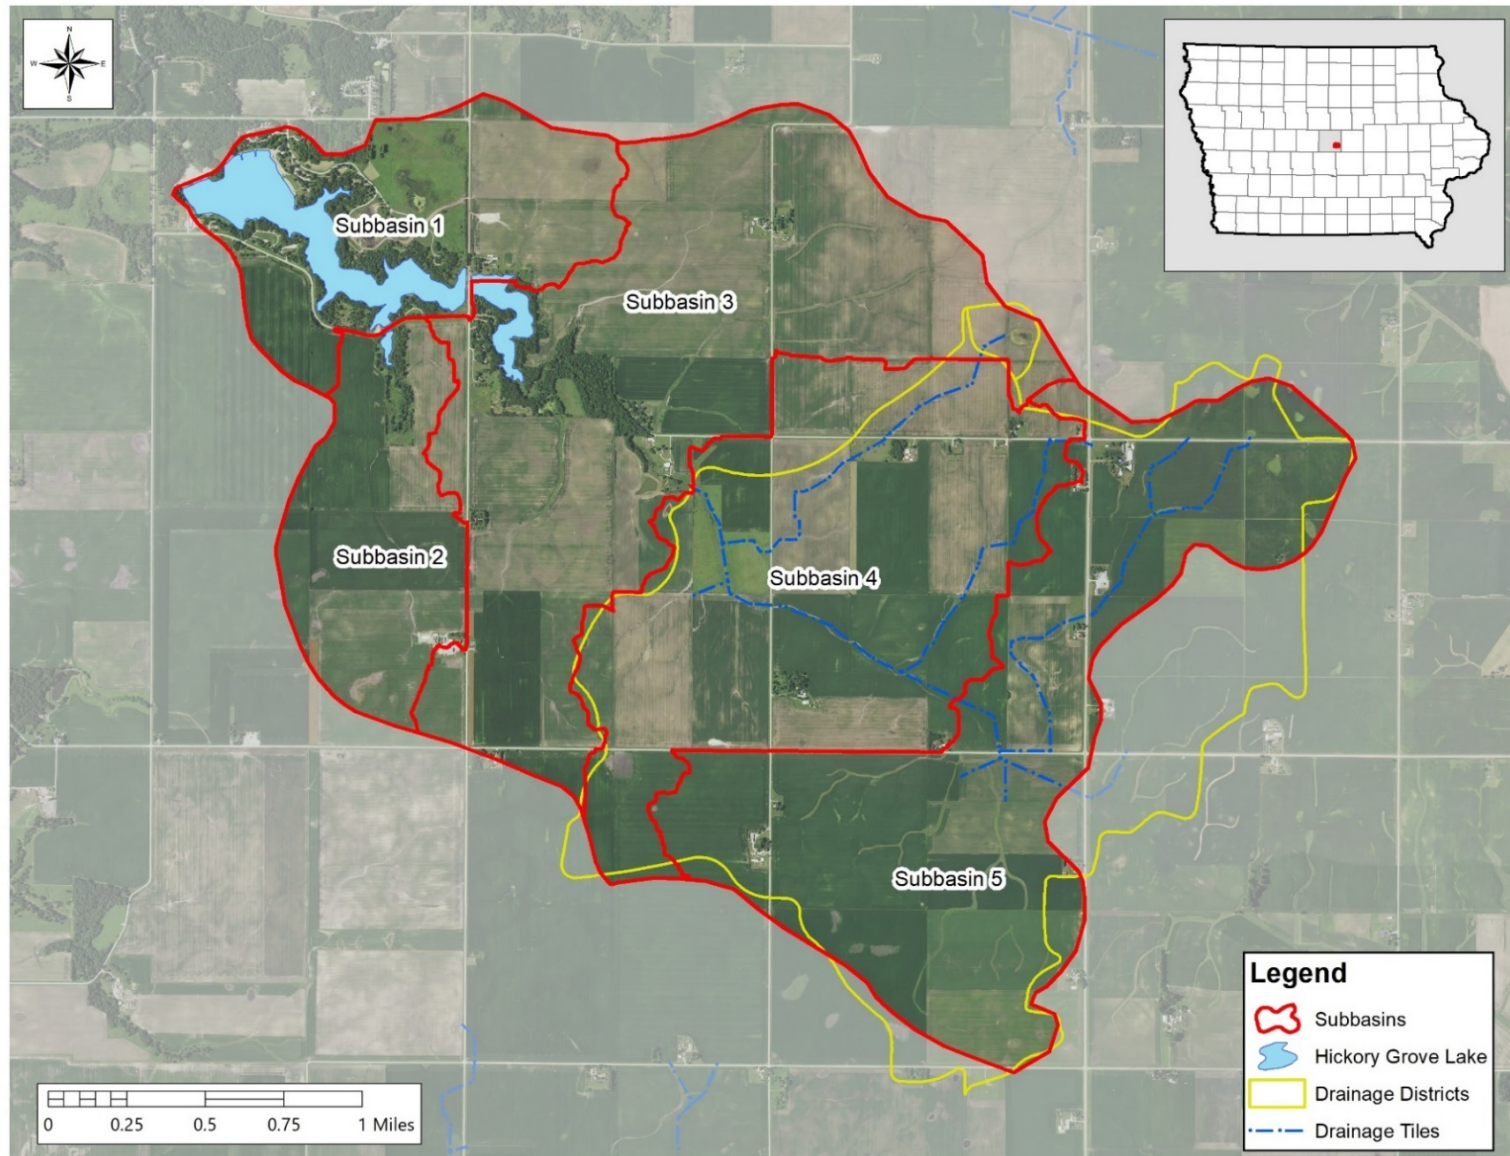 N
W E
S
Subbasin 1
Subbasin 3
Subbasin 2
Subbasin 4
Subbasin 5
Legend
Subbasins
Hickory Grove Lake
Drainage Districts
Drainage Tiles
0 0.25 0.5 0.75 1 Miles